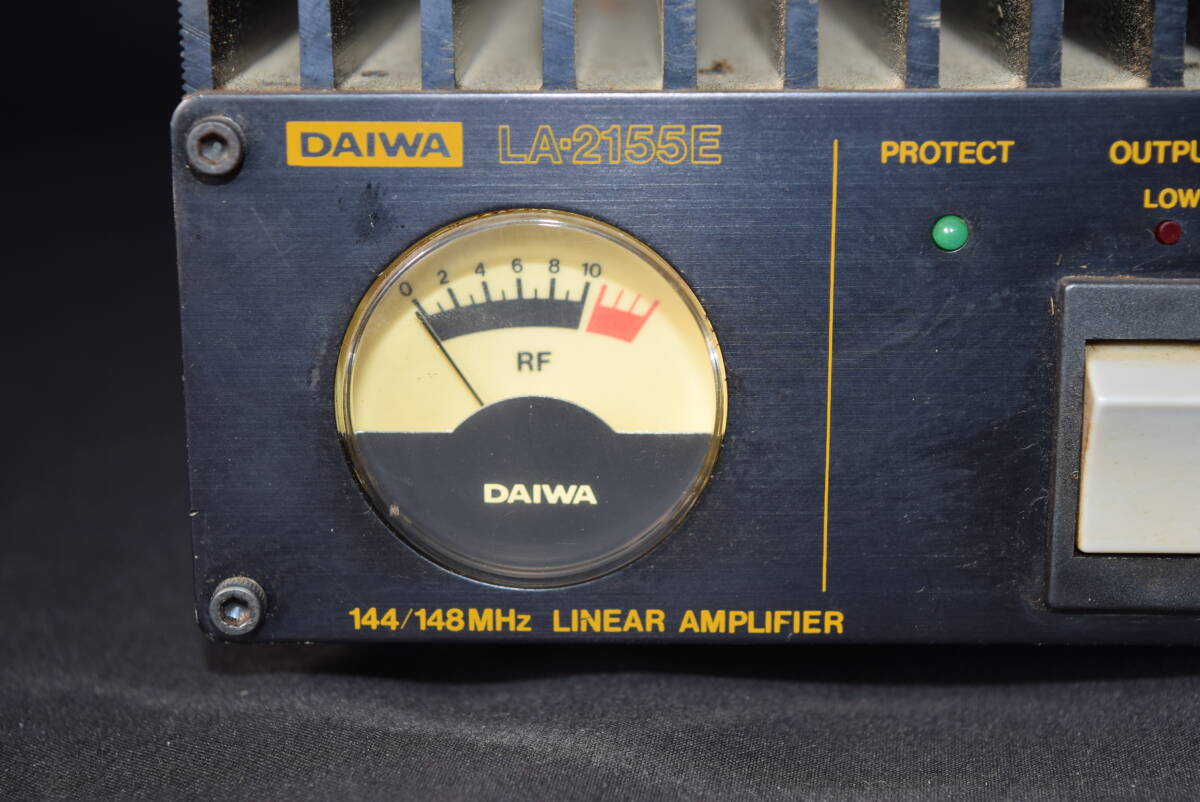 DAIWA LA-2155E
PROTECT
OUTPU
LOW
0 2 4 6 8 10
RF
DAIWA
144/148MHz LINEAR AMPLIFIER